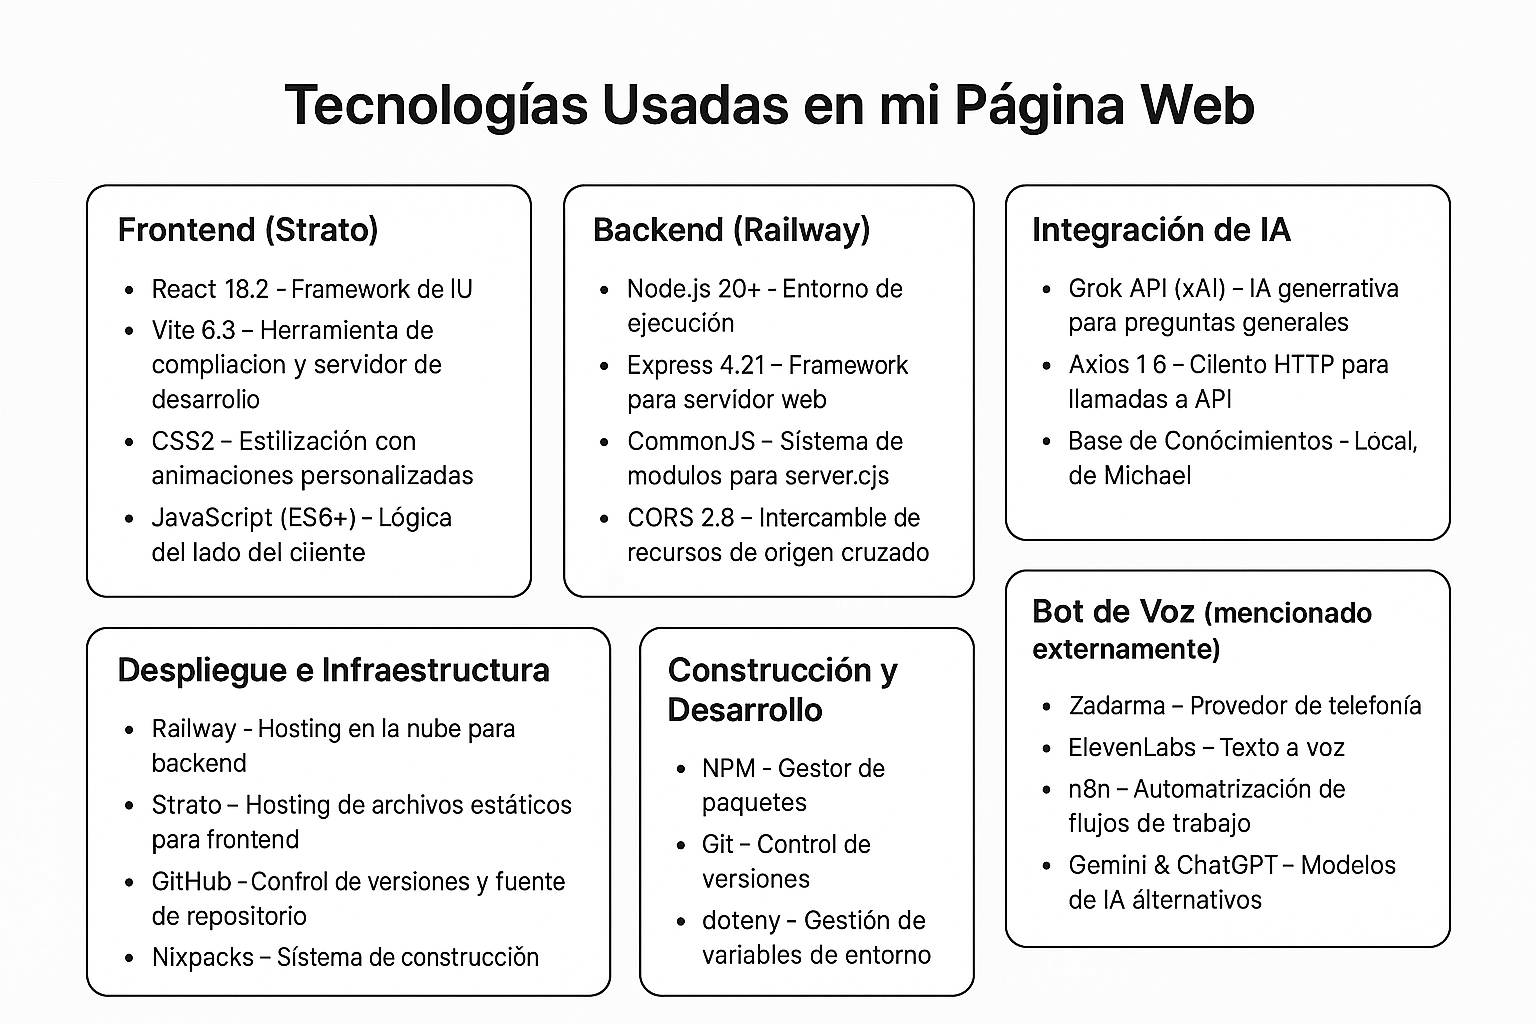 Tecnologías Usadas en mi Página Web
Frontend (Strato)
• React 18.2 - Framework de IU
• Vite 6.3 – Herramienta de
compliacion y servidor de
desarrolio
• CSS2 – Estilización con
animaciones personalizadas
• JavaScript (ES6+) – Lógica
del lado del ciiente
Backend (Railway)
• Node.js 20+ - Entorno de
ejecución
• Express 4.21 – Framework
para servidor web
• CommonJS – Sístema de
modulos para server.cjs
• CORS 2.8 – Intercamble de
recursos de origen cruzado
Integración de IA
• Grok API (xAI) – IA generrativa
para preguntas generales
• Axios 1 6 – Cilento HTTP para
llamadas a API
• Base de Conócimientos - Local,
de Michael
Despliegue e Infraestructura
• Railway - Hosting en la nube para
backend
• Strato – Hosting de archivos estáticos
para frontend
• GitHub - Confrol de versiones y fuente
de repositorio
• Nixpacks – Sístema de construcciŏn
Construcción y
Desarrollo
• NPM - Gestor de
paquetes
• Git – Control de
versiones
• doteny - Gestión de
variables de entorno
Bot de Voz (mencionado
externamente)
• Zadarma – Provedor de telefonía
• ElevenLabs – Texto a voz
• n8n – Automatrización de
flujos de trabajo
• Gemini & ChatGPT – Modelos
de IA álternativos